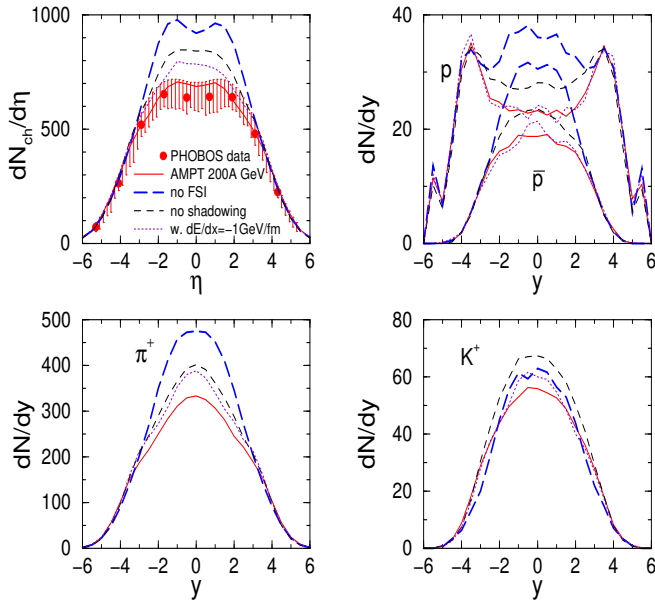 1000
500
0
dN_ch/dη
PHOBOS data
AMPT 200A GeV
no FSI
no shadowing
w. dE/dx=−1GeV/fm
−6 −4 −2 0 2 4 6
η
60
40
20
0
dN/dy
p
p̅
−6 −4 −2 0 2 4 6
y
500
400
300
200
100
0
dN/dy
π⁺
−6 −4 −2 0 2 4 6
y
80
60
40
20
0
dN/dy
K⁺
−6 −4 −2 0 2 4 6
y